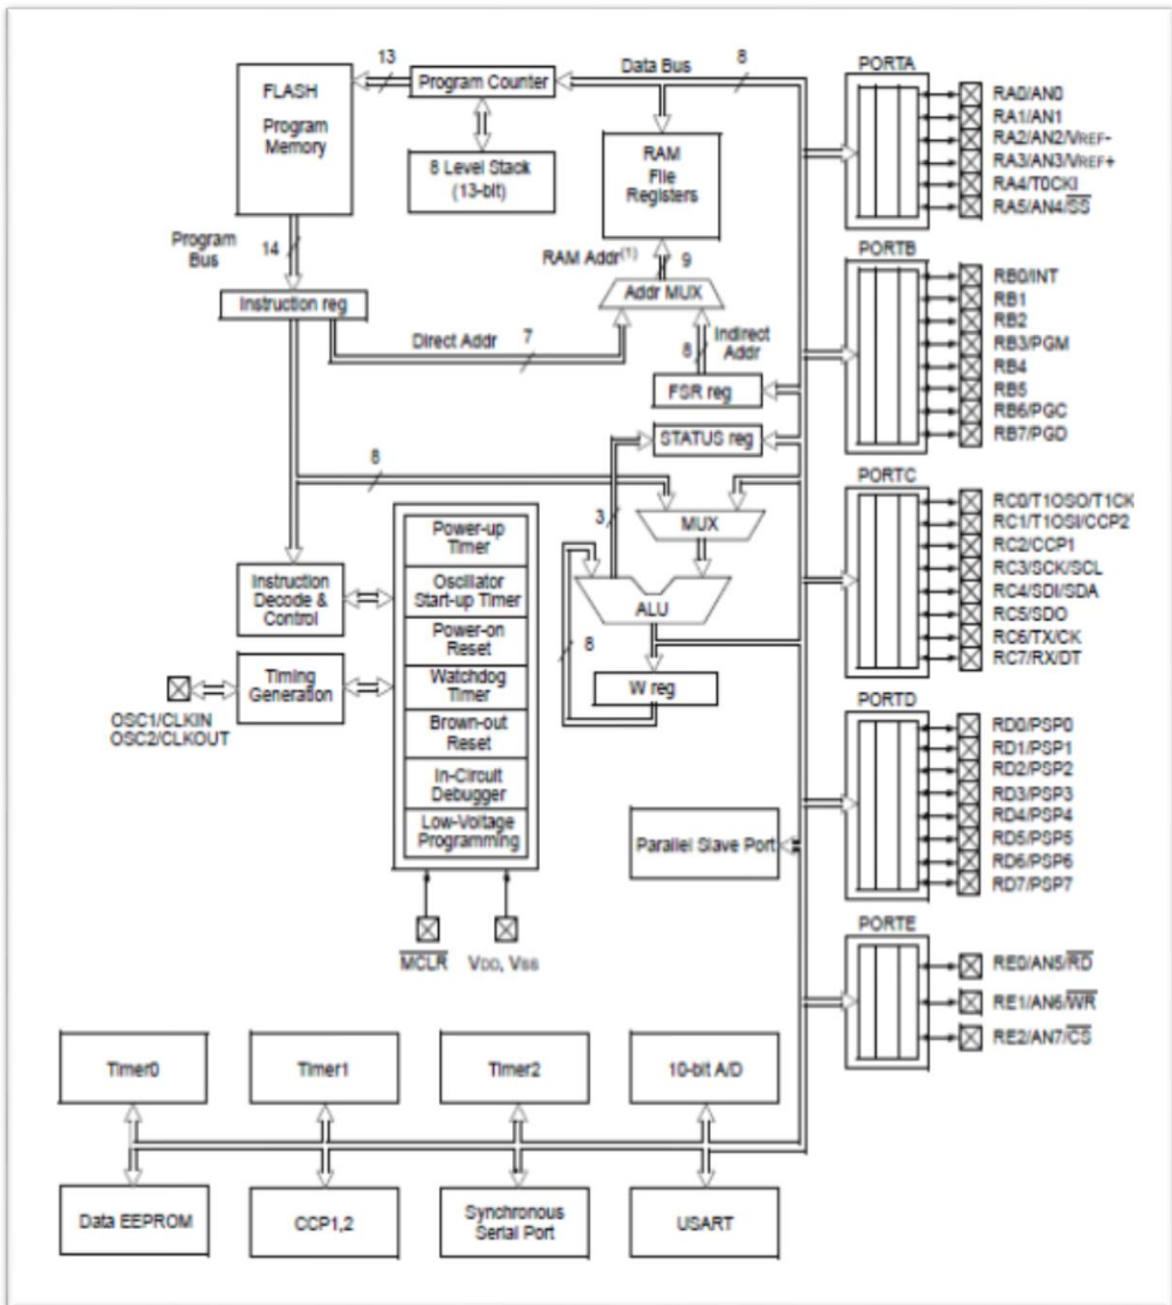 13
Data Bus
8
PORTA
FLASH
Program
Memory
Program Counter
8 Level Stack
(13-bit)
RAM
File
Registers
RA0/AN0
RA1/AN1
RA2/AN2/VREF-
RA3/AN3/VREF+
RA4/T0CKI
RA5/AN4/SS
Program
Bus
14
RAM Addr(1)
9
PORTB
Addr MUX
Instruction reg
Direct Addr
7
8
Indirect
Addr
FSR reg
STATUS reg
RB0/INT
RB1
RB2
RB3/PGM
RB4
RB5
RB6/PGC
RB7/PGD
8
PORTC
3
MUX
ALU
8
W reg
RC0/T1OSO/T1CK
RC1/T1OSI/CCP2
RC2/CCP1
RC3/SCK/SCL
RC4/SDI/SDA
RC5/SDO
RC6/TX/CK
RC7/RX/DT
Power-up
Timer
Oscillator
Start-up Timer
Power-on
Reset
Watchdog
Timer
Brown-out
Reset
In-Circuit
Debugger
Low-Voltage
Programming
Instruction
Decode &
Control
Timing
Generation
OSC1/CLKIN
OSC2/CLKOUT
PORTD
RD0/PSP0
RD1/PSP1
RD2/PSP2
RD3/PSP3
RD4/PSP4
RD5/PSP5
RD6/PSP6
RD7/PSP7
Parallel Slave Port
MCLR
VDD, VSS
PORTE
RE0/AN5/RD
RE1/AN6/WR
RE2/AN7/CS
Timer0
Timer1
Timer2
10-bit A/D
Data EEPROM
CCP1,2
Synchronous
Serial Port
USART